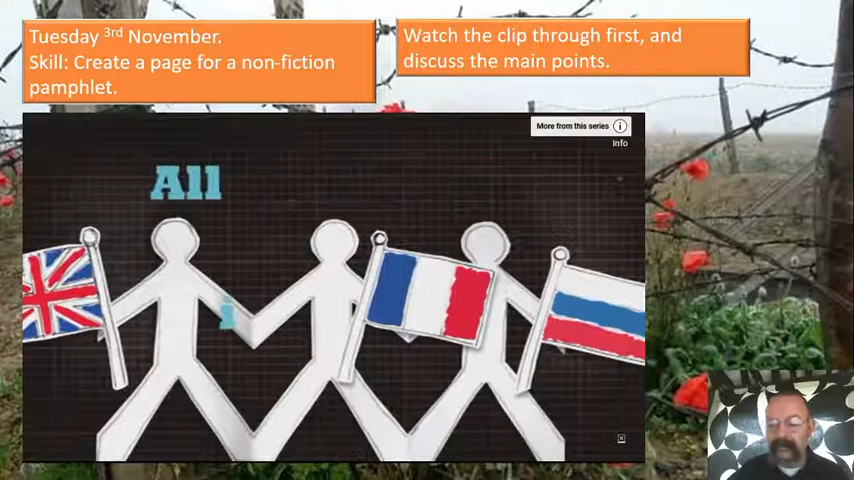 Tuesday 3rd November.
Skill: Create a page for a non-fiction
pamphlet.
Watch the clip through first, and
discuss the main points.
More from this series i
Info
All
i